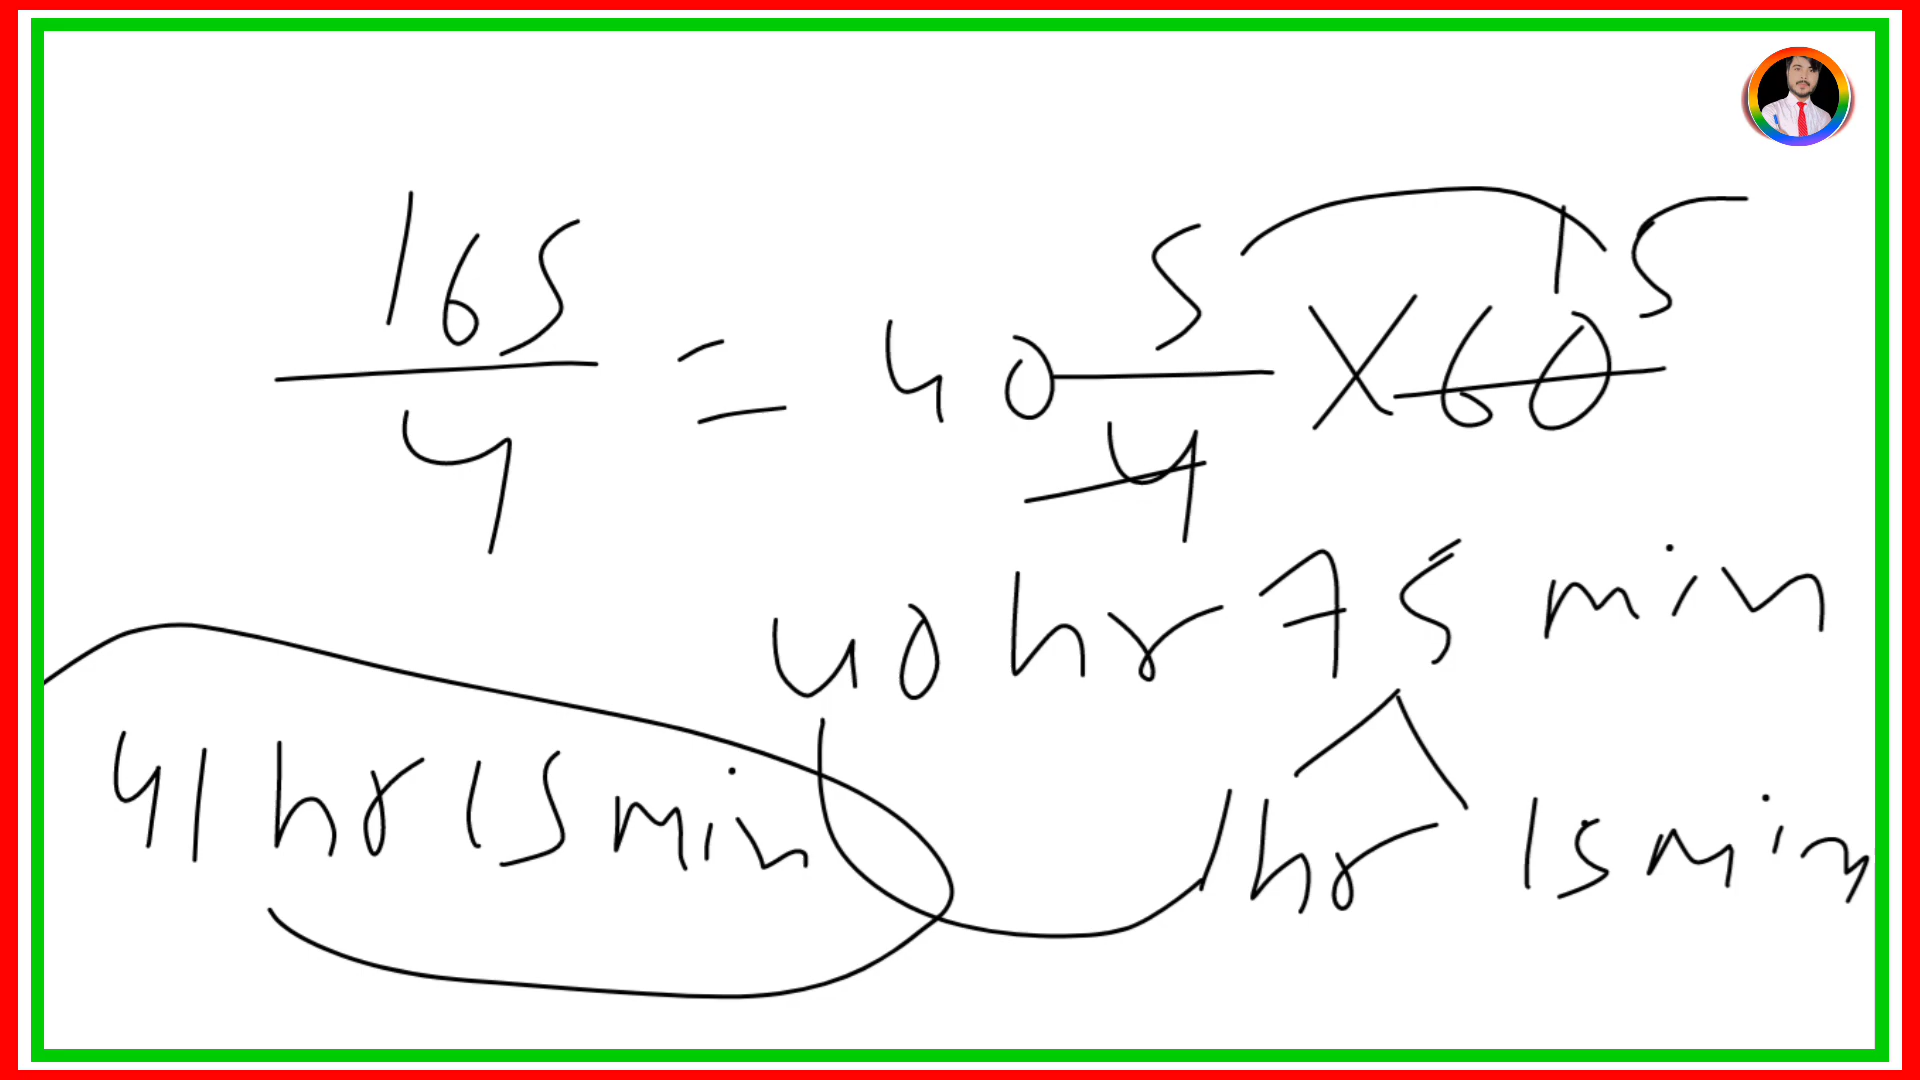 165/4 = 40 5/4 × 60 15
40 hr 75 min
41 hr 15 min 1 hr 15 min